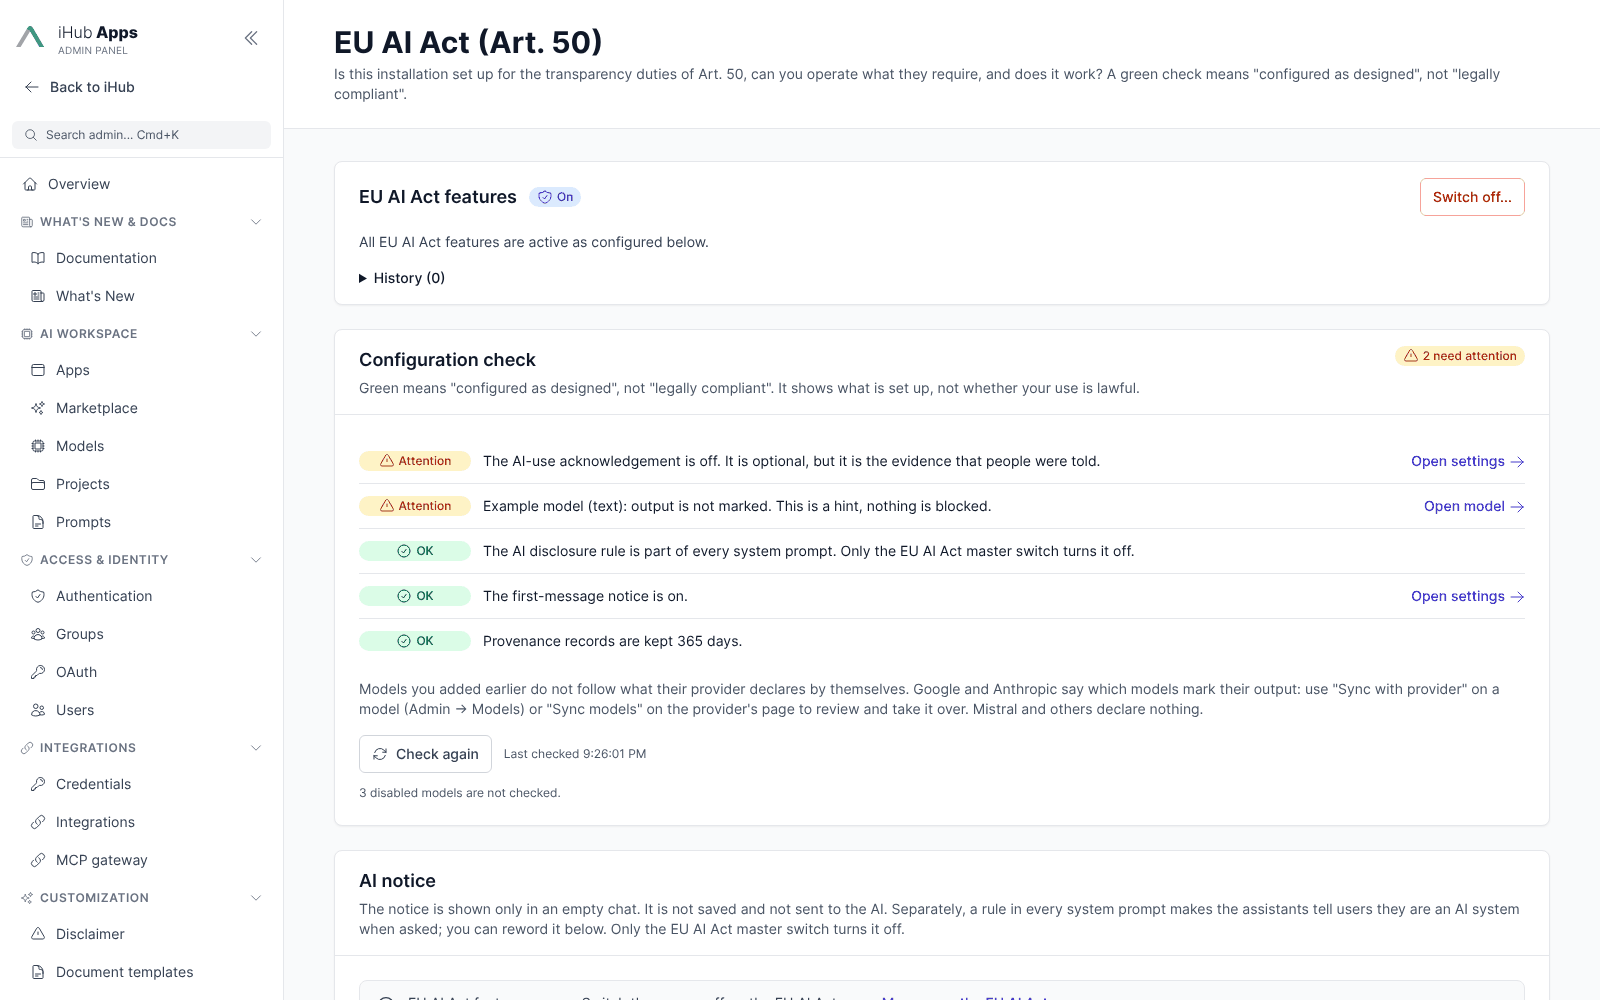 iHub Apps
ADMIN PANEL
Back to iHub
Search admin... Cmd+K
Overview
WHAT'S NEW & DOCS
Documentation
What's New
AI WORKSPACE
Apps
Marketplace
Models
Projects
Prompts
ACCESS & IDENTITY
Authentication
Groups
OAuth
Users
INTEGRATIONS
Credentials
Integrations
MCP gateway
CUSTOMIZATION
Disclaimer
Document templates
EU AI Act (Art. 50)
Is this installation set up for the transparency duties of Art. 50, can you operate what they require, and does it work? A green check means "configured as designed", not "legally
compliant".
EU AI Act features On
Switch off...
All EU AI Act features are active as configured below.
History (0)
Configuration check
2 need attention
Green means "configured as designed", not "legally compliant". It shows what is set up, not whether your use is lawful.
Attention The AI-use acknowledgement is off. It is optional, but it is the evidence that people were told. Open settings →
Attention Example model (text): output is not marked. This is a hint, nothing is blocked. Open model →
OK The AI disclosure rule is part of every system prompt. Only the EU AI Act master switch turns it off.
OK The first-message notice is on. Open settings →
OK Provenance records are kept 365 days.
Models you added earlier do not follow what their provider declares by themselves. Google and Anthropic say which models mark their output: use "Sync with provider" on a
model (Admin → Models) or "Sync models" on the provider's page to review and take it over. Mistral and others declare nothing.
Check again Last checked 9:26:01 PM
3 disabled models are not checked.
AI notice
The notice is shown only in an empty chat. It is not saved and not sent to the AI. Separately, a rule in every system prompt makes the assistants tell users they are an AI system
when asked; you can reword it below. Only the EU AI Act master switch turns it off.